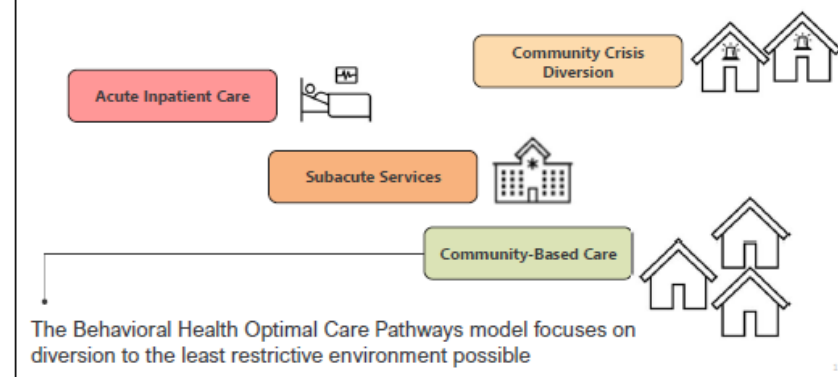 Community Crisis
Diversion
Acute Inpatient Care
Subacute Services
Community-Based Care
The Behavioral Health Optimal Care Pathways model focuses on
diversion to the least restrictive environment possible